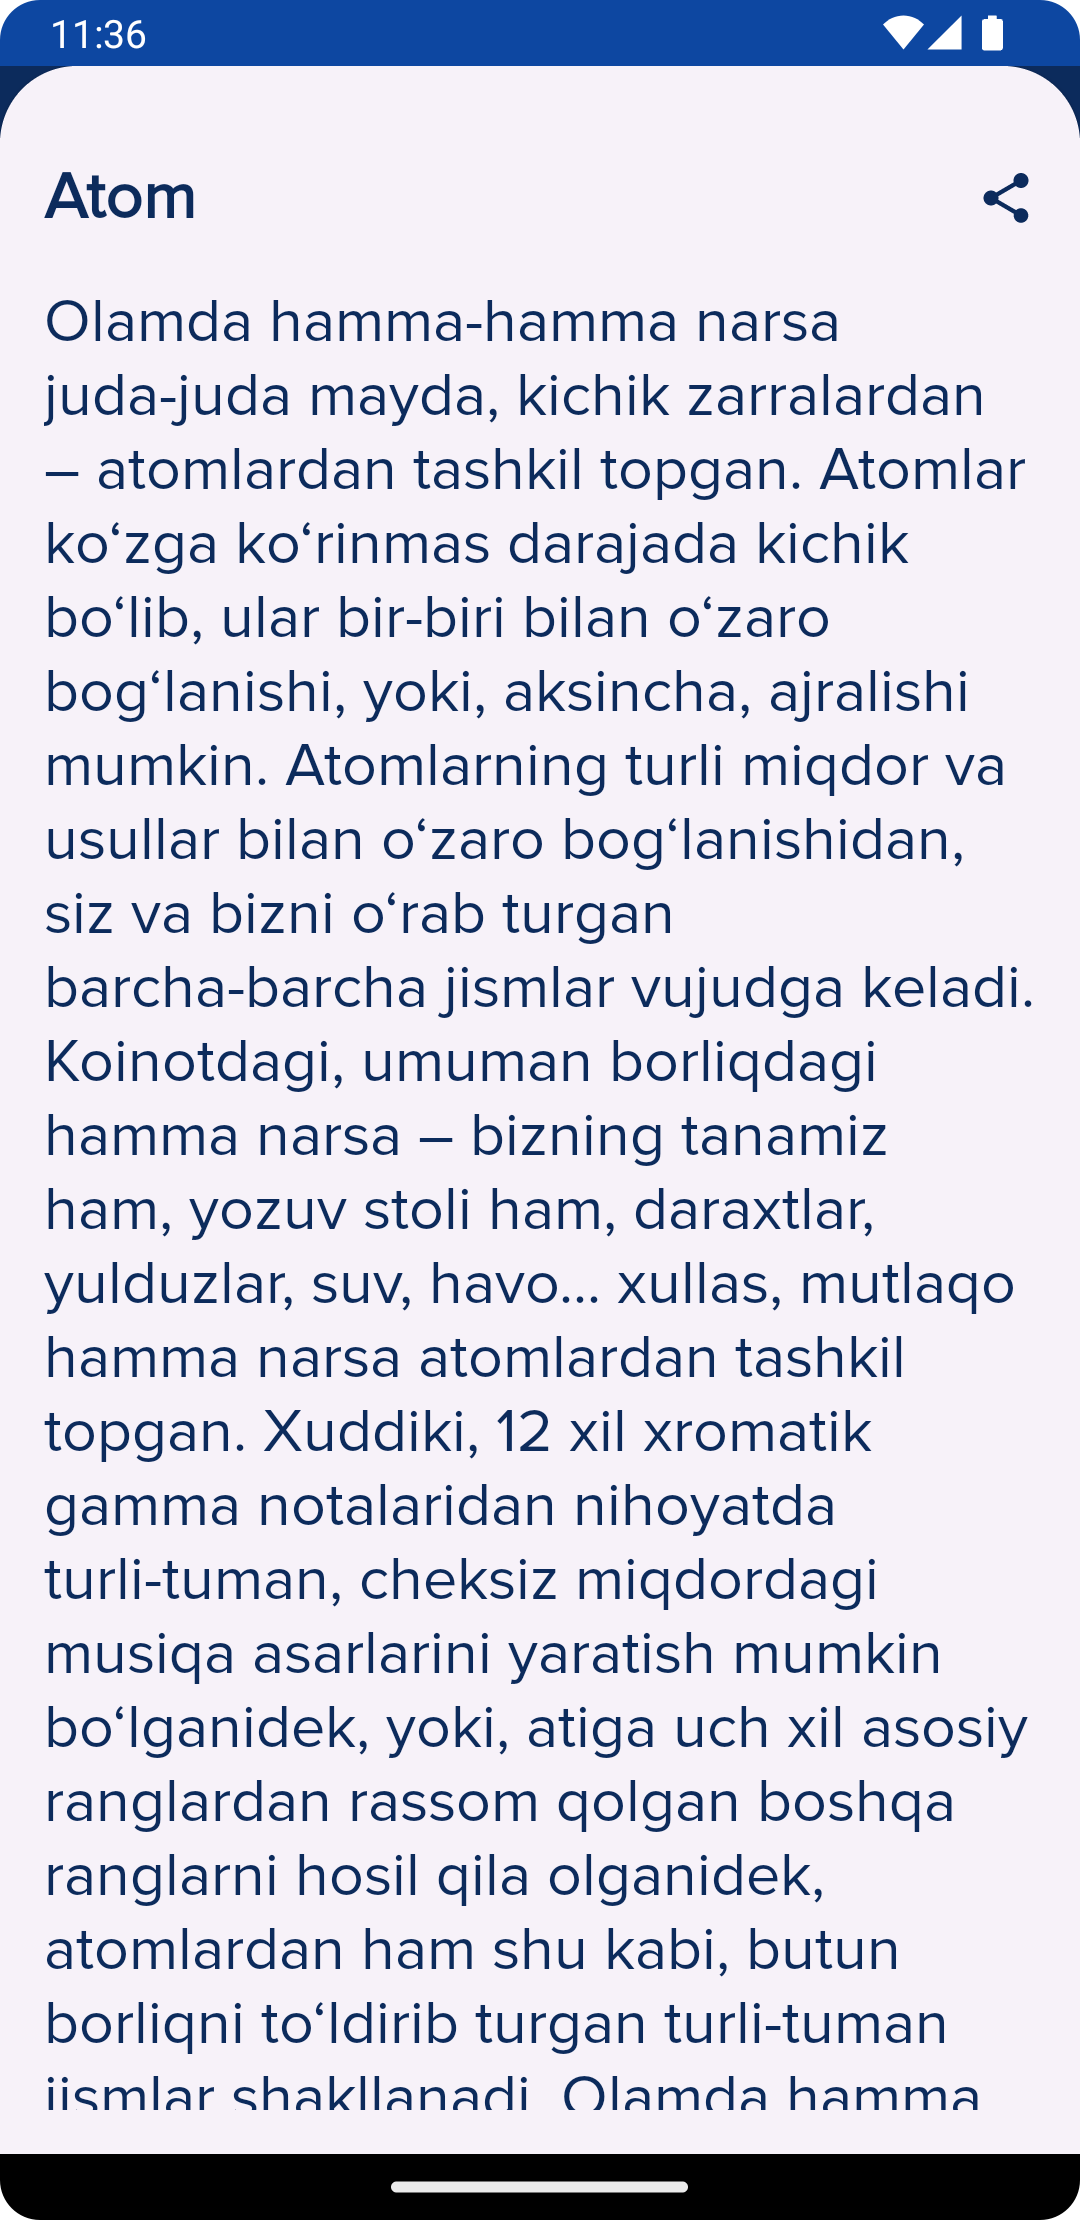 11:36
Atom
Olamda hamma-hamma narsa
juda-juda mayda, kichik zarralardan
– atomlardan tashkil topgan. Atomlar
ko‘zga ko‘rinmas darajada kichik
bo‘lib, ular bir-biri bilan o‘zaro
bog‘lanishi, yoki, aksincha, ajralishi
mumkin. Atomlarning turli miqdor va
usullar bilan o‘zaro bog‘lanishidan,
siz va bizni o‘rab turgan
barcha-barcha jismlar vujudga keladi.
Koinotdagi, umuman borliqdagi
hamma narsa – bizning tanamiz
ham, yozuv stoli ham, daraxtlar,
yulduzlar, suv, havo... xullas, mutlaqo
hamma narsa atomlardan tashkil
topgan. Xuddiki, 12 xil xromatik
gamma notalaridan nihoyatda
turli-tuman, cheksiz miqdordagi
musiqa asarlarini yaratish mumkin
bo‘lganidek, yoki, atiga uch xil asosiy
ranglardan rassom qolgan boshqa
ranglarni hosil qila olganidek,
atomlardan ham shu kabi, butun
borliqni to‘ldirib turgan turli-tuman
jismlar shakllanadi. Olamda hamma